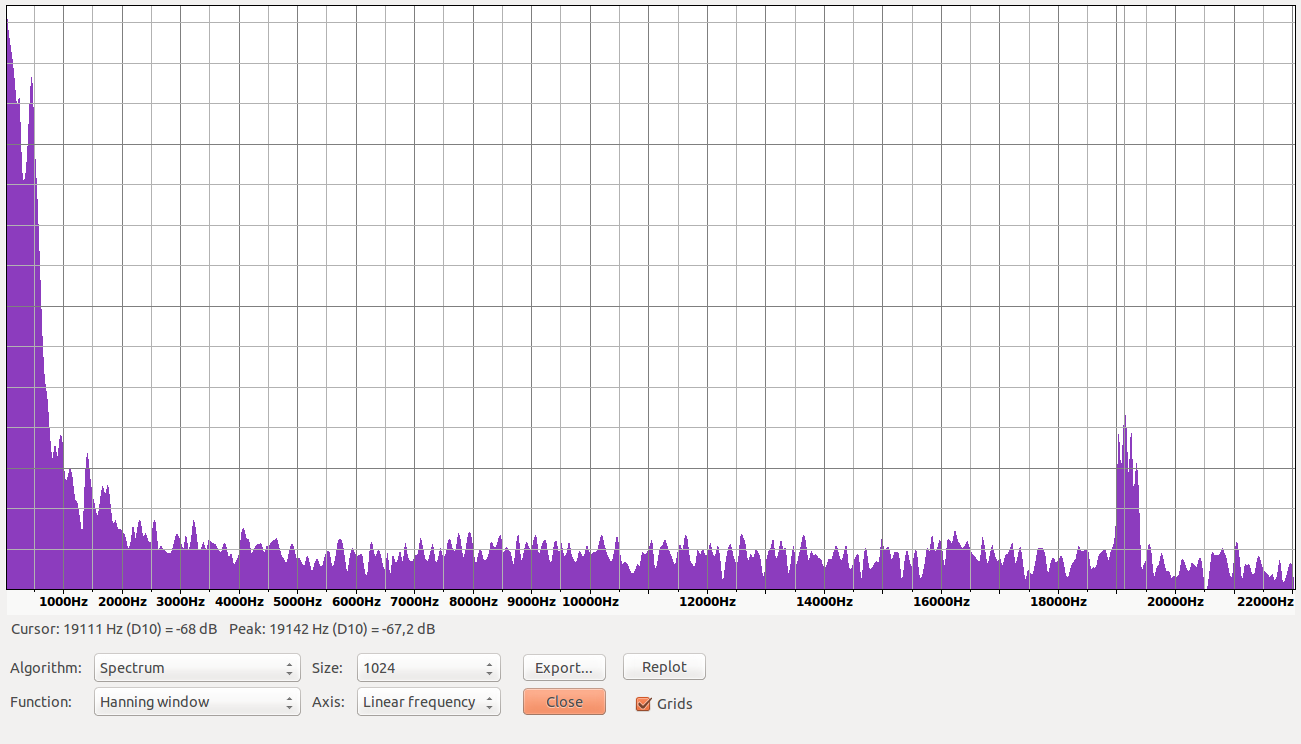 1000Hz 2000Hz 3000Hz 4000Hz 5000Hz 6000Hz 7000Hz 8000Hz 9000Hz 10000Hz 12000Hz 14000Hz 16000Hz 18000Hz 20000Hz 22000Hz
Cursor: 19111 Hz (D10) = -68 dB Peak: 19142 Hz (D10) = -67,2 dB
Algorithm: Spectrum Size: 1024 Export... Replot
Function: Hanning window Axis: Linear frequency Close Grids